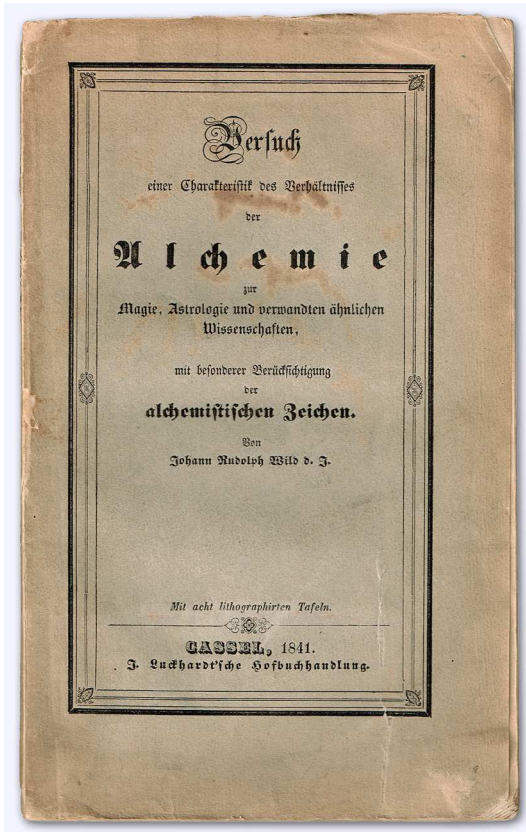 Versuch
einer Charakteristik des Verhältnisses
der
Alchemie
zur
Magie, Astrologie und verwandten ähnlichen
Wissenschaften,
mit besonderer Berücksichtigung
der
alchemistischen Zeichen.
Von
Johann Rudolph Wild d. J.
Mit acht lithographirten Tafeln.
CASSEL, 1841.
J. Luckhardt'sche Hofbuchhandlung.